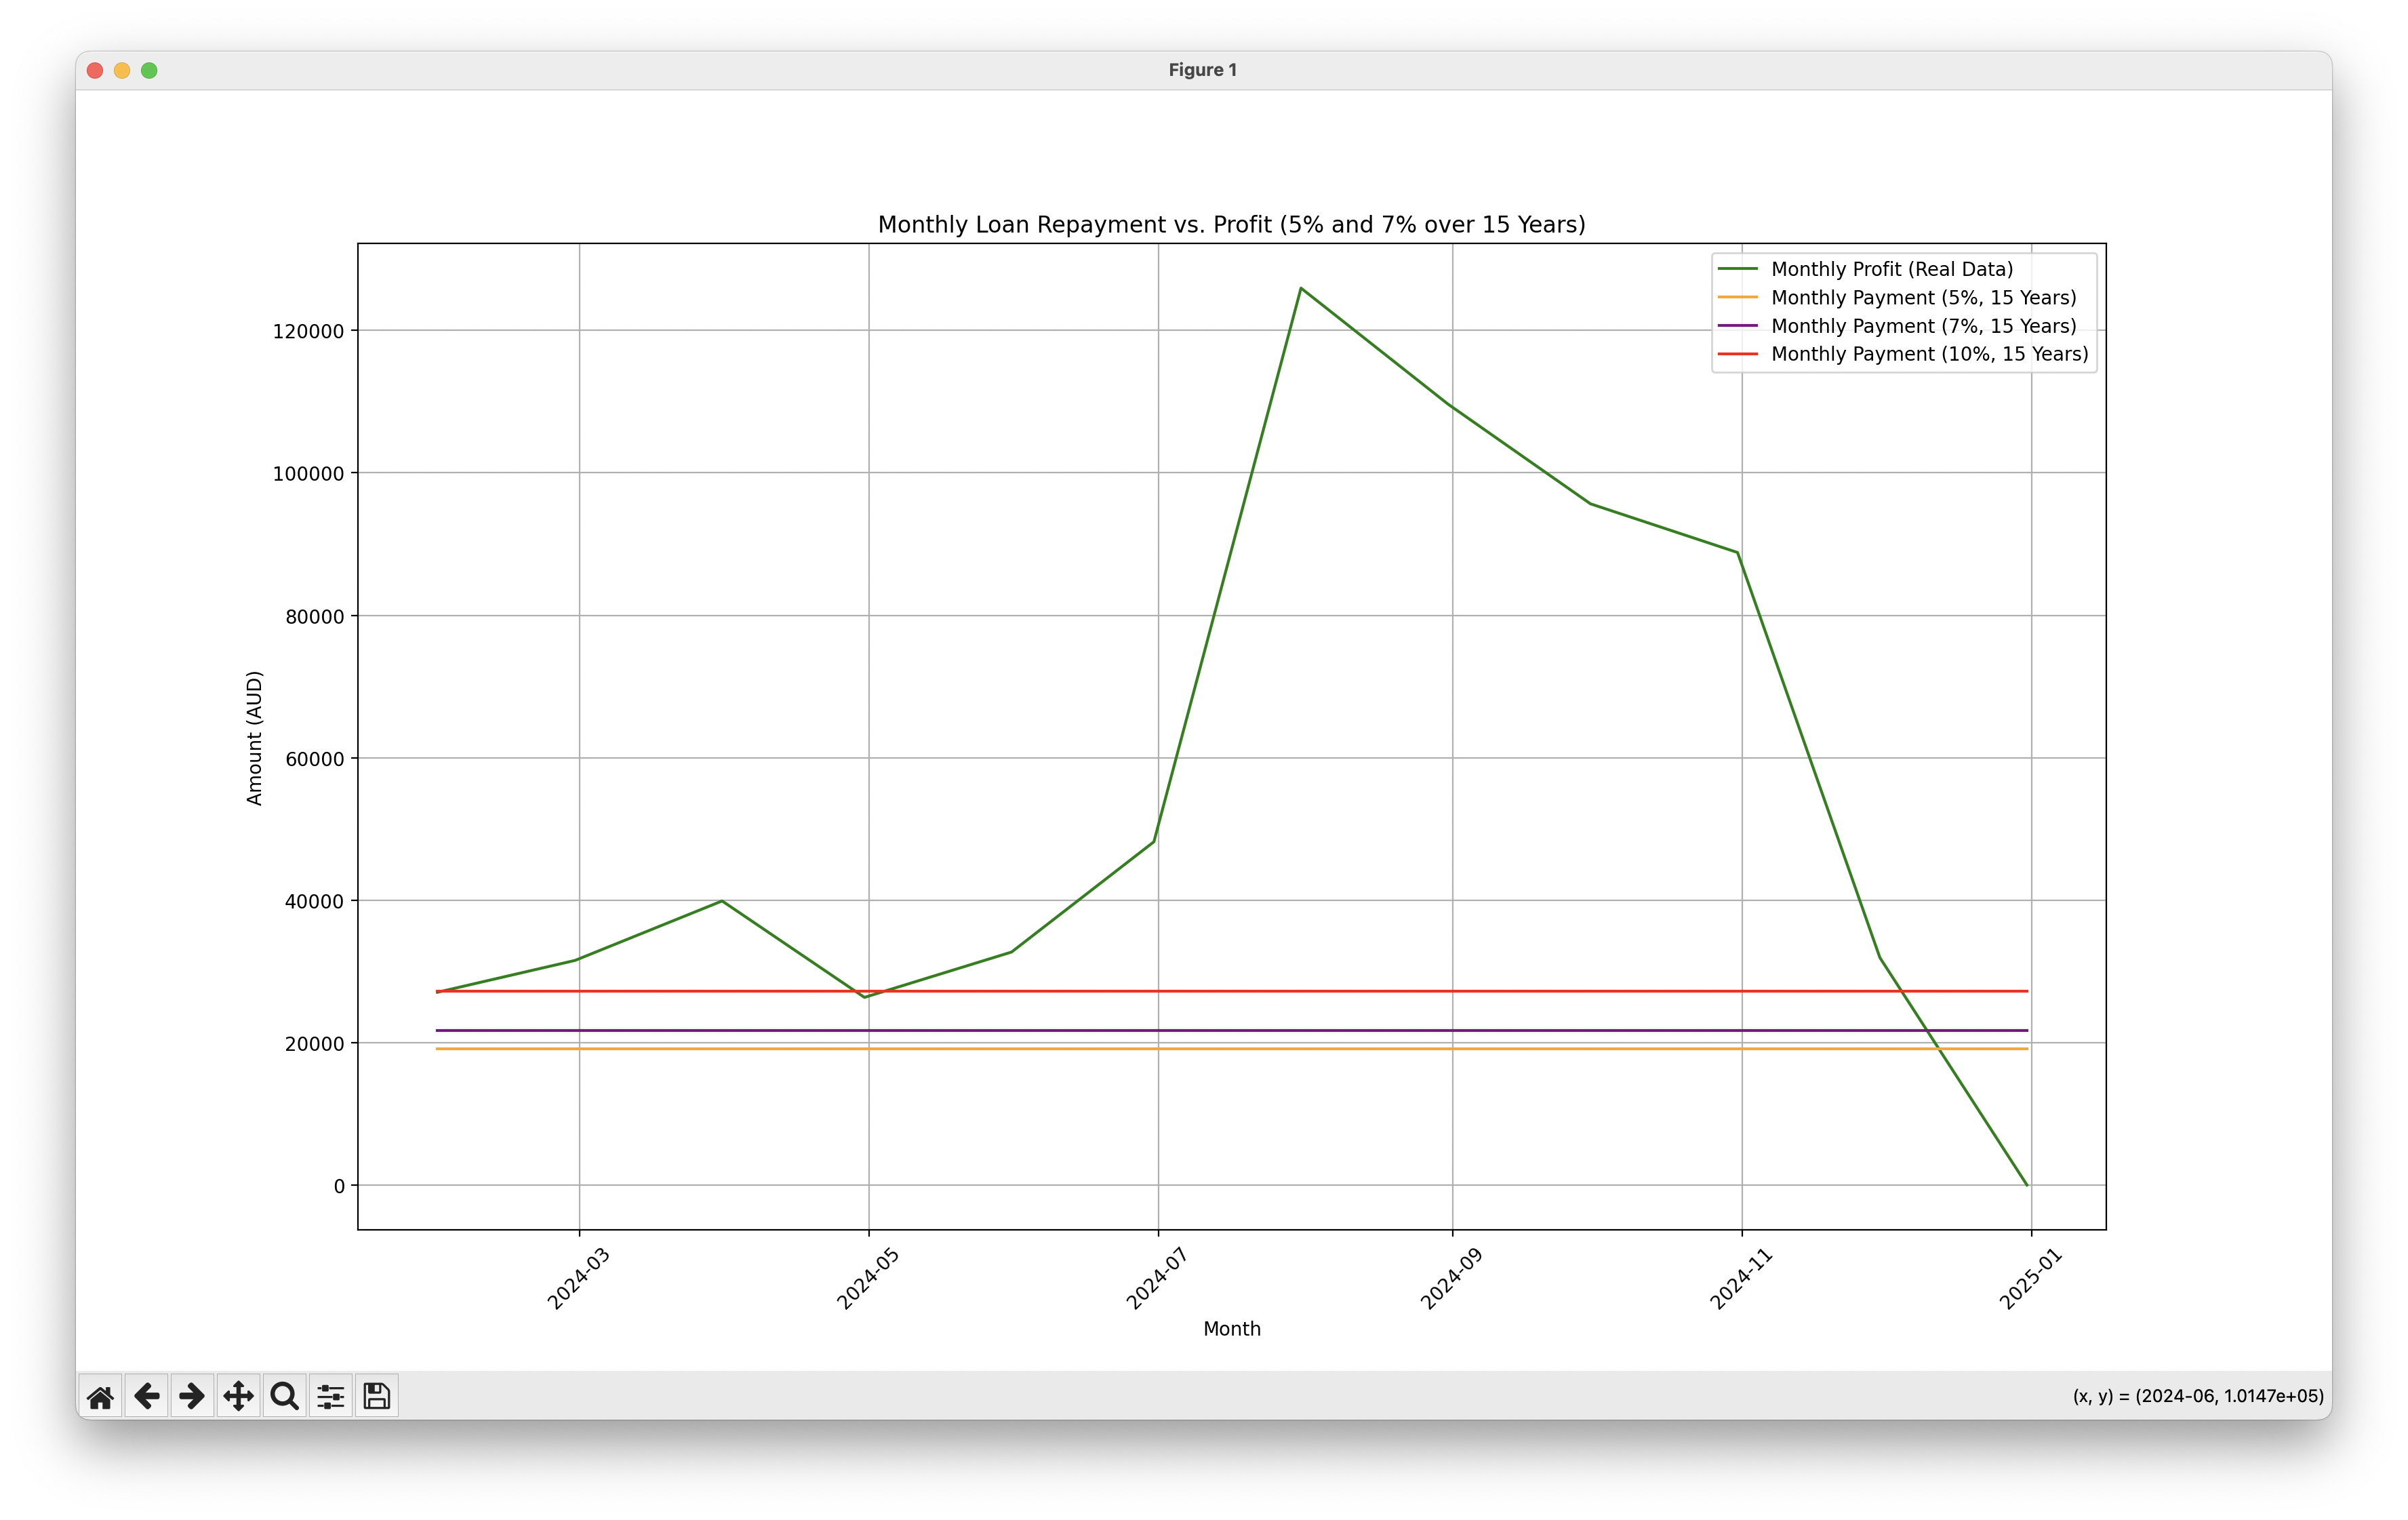 Figure 1
Monthly Loan Repayment vs. Profit (5% and 7% over 15 Years)
Monthly Profit (Real Data)
Monthly Payment (5%, 15 Years)
Monthly Payment (7%, 15 Years)
Monthly Payment (10%, 15 Years)
120000
100000
80000
60000
40000
20000
0
Amount (AUD)
2024-03
2024-05
2024-07
2024-09
2024-11
2025-01
Month
(x, y) = (2024-06, 1.0147e+05)